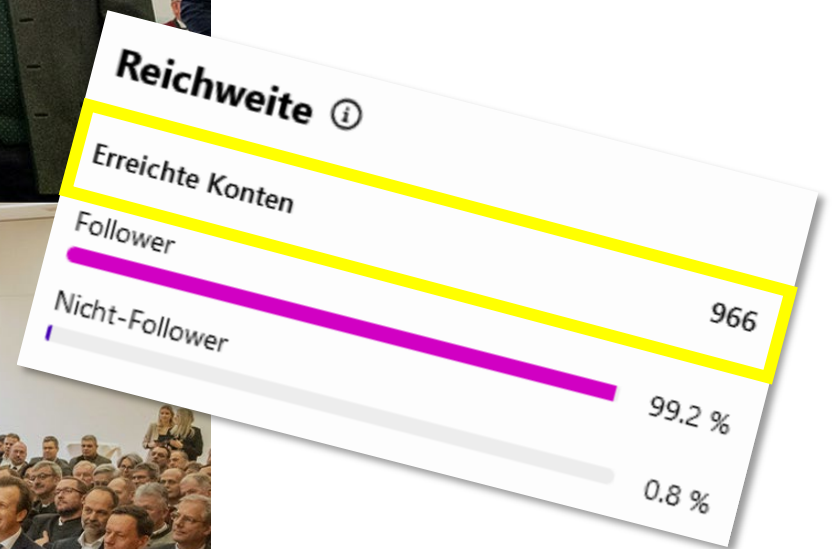 Reichweite
Erreichte Konten
966
Follower
99.2 %
Nicht-Follower
0.8 %